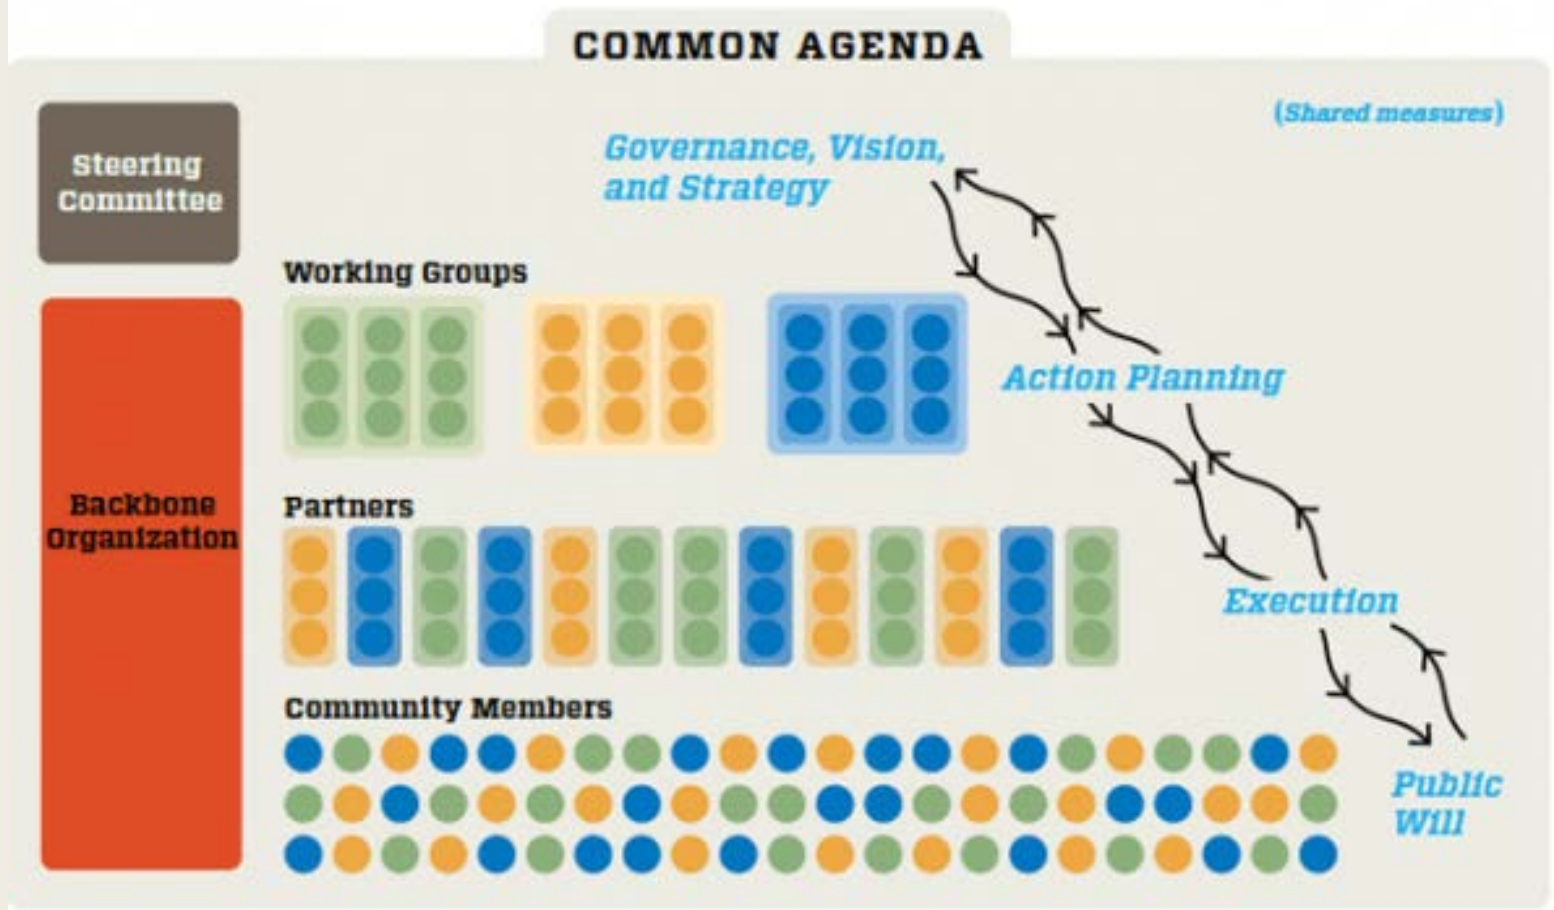 COMMON AGENDA
(Shared measures)
Steering
Committee
Governance, Vision,
and Strategy
Working Groups
Action Planning
Backbone
Organization
Partners
Execution
Community Members
Public
Will